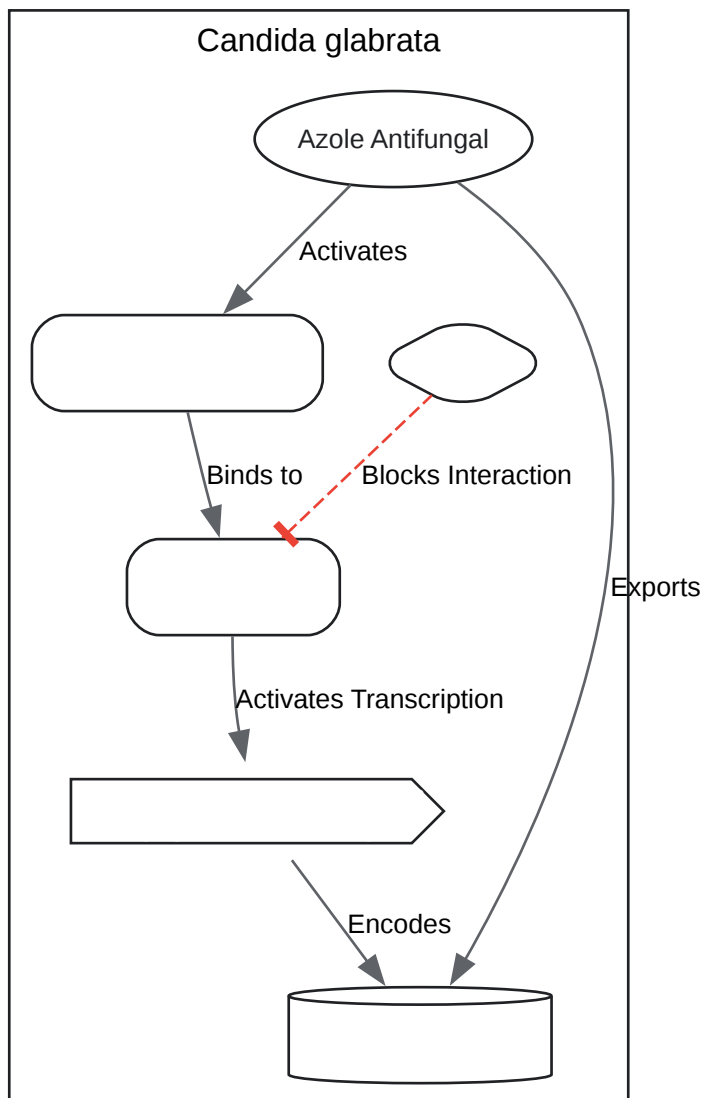 Candida glabrata
Azole Antifungal
Activates
Binds to
Blocks Interaction
Exports
Activates Transcription
Encodes